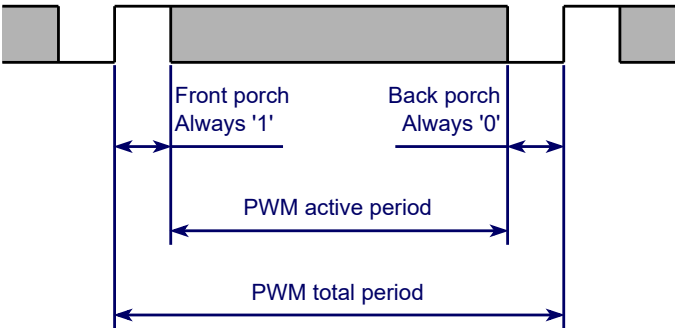 Front porch
Always '1'
Back porch
Always '0'
PWM active period
PWM total period